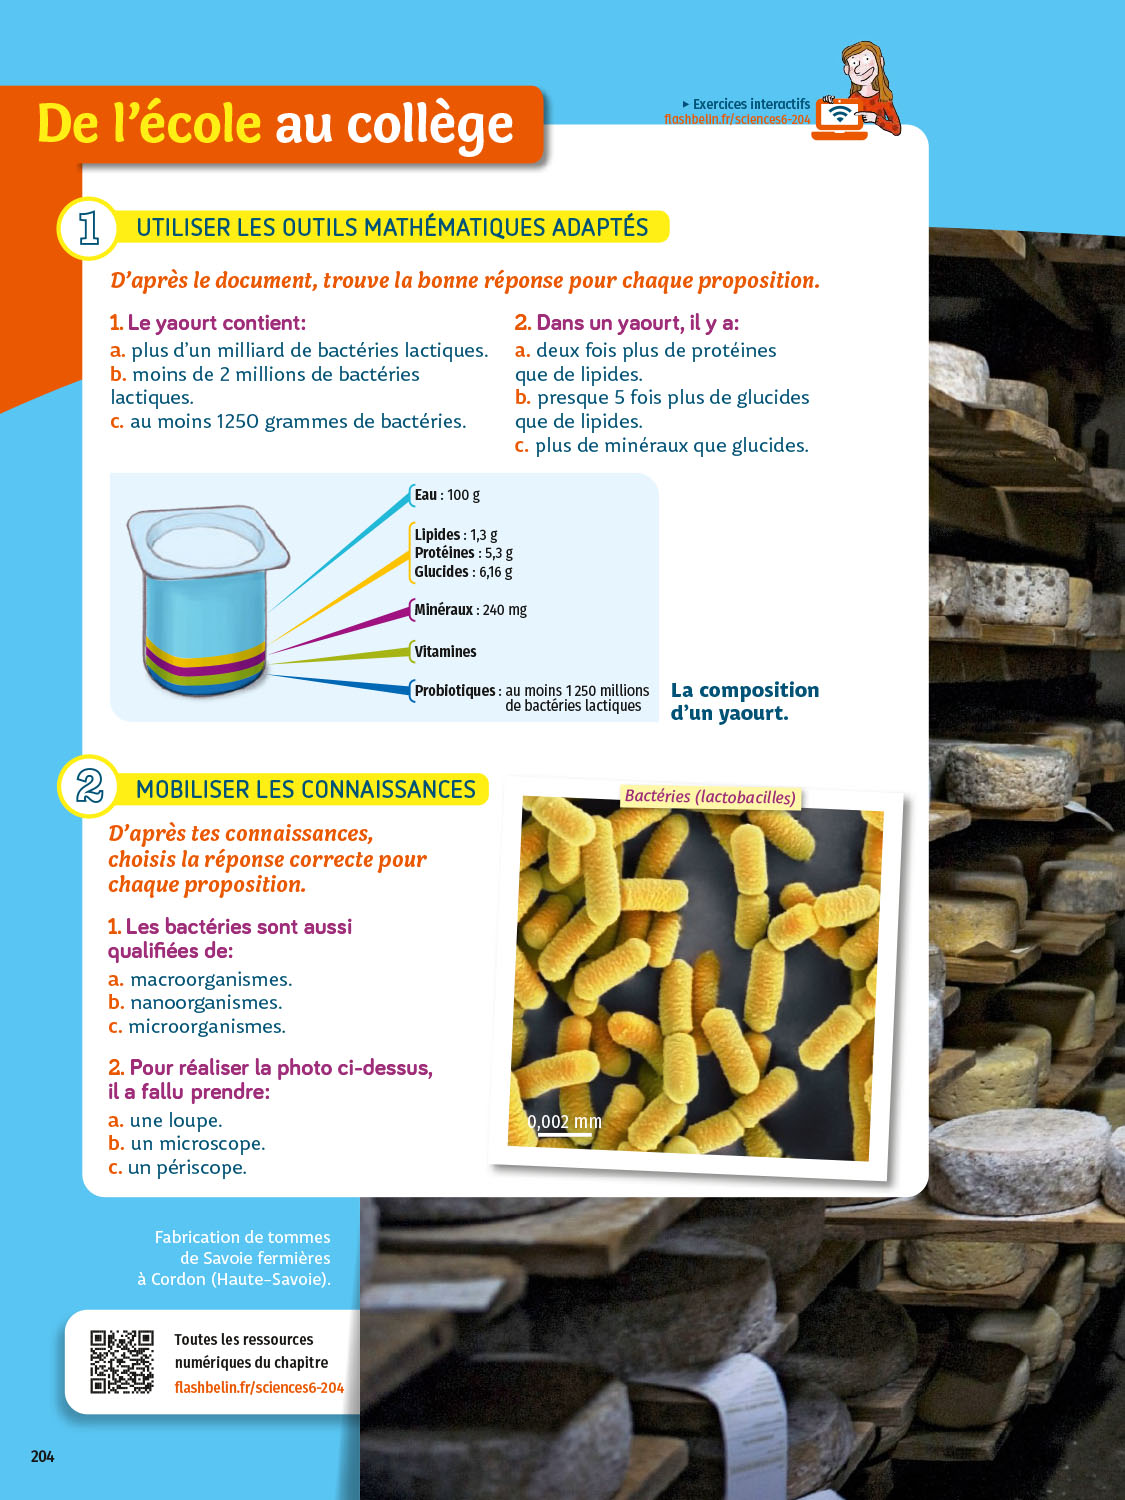 De l'école au collège
▸ Exercices interactifs
flashbelin.fr/sciences6-204
1 UTILISER LES OUTILS MATHÉMATIQUES ADAPTÉS
D'après le document, trouve la bonne réponse pour chaque proposition.
1. Le yaourt contient:
a. plus d'un milliard de bactéries lactiques.
b. moins de 2 millions de bactéries
lactiques.
c. au moins 1250 grammes de bactéries.
2. Dans un yaourt, il y a:
a. deux fois plus de protéines
que de lipides.
b. presque 5 fois plus de glucides
que de lipides.
c. plus de minéraux que glucides.
Eau : 100 g
Lipides : 1,3 g
Protéines : 5,3 g
Glucides : 6,16 g
Minéraux : 240 mg
Vitamines
Probiotiques : au moins 1 250 millions
de bactéries lactiques
La composition
d'un yaourt.
2 MOBILISER LES CONNAISSANCES
D'après tes connaissances,
choisis la réponse correcte pour
chaque proposition.
1. Les bactéries sont aussi
qualifiées de:
a. macroorganismes.
b. nanoorganismes.
c. microorganismes.
2. Pour réaliser la photo ci-dessus,
il a fallu prendre:
a. une loupe.
b. un microscope.
c. un périscope.
Bactéries (lactobacilles)
0,002 mm
Fabrication de tommes
de Savoie fermières
à Cordon (Haute-Savoie).
Toutes les ressources
numériques du chapitre
flashbelin.fr/sciences6-204
204